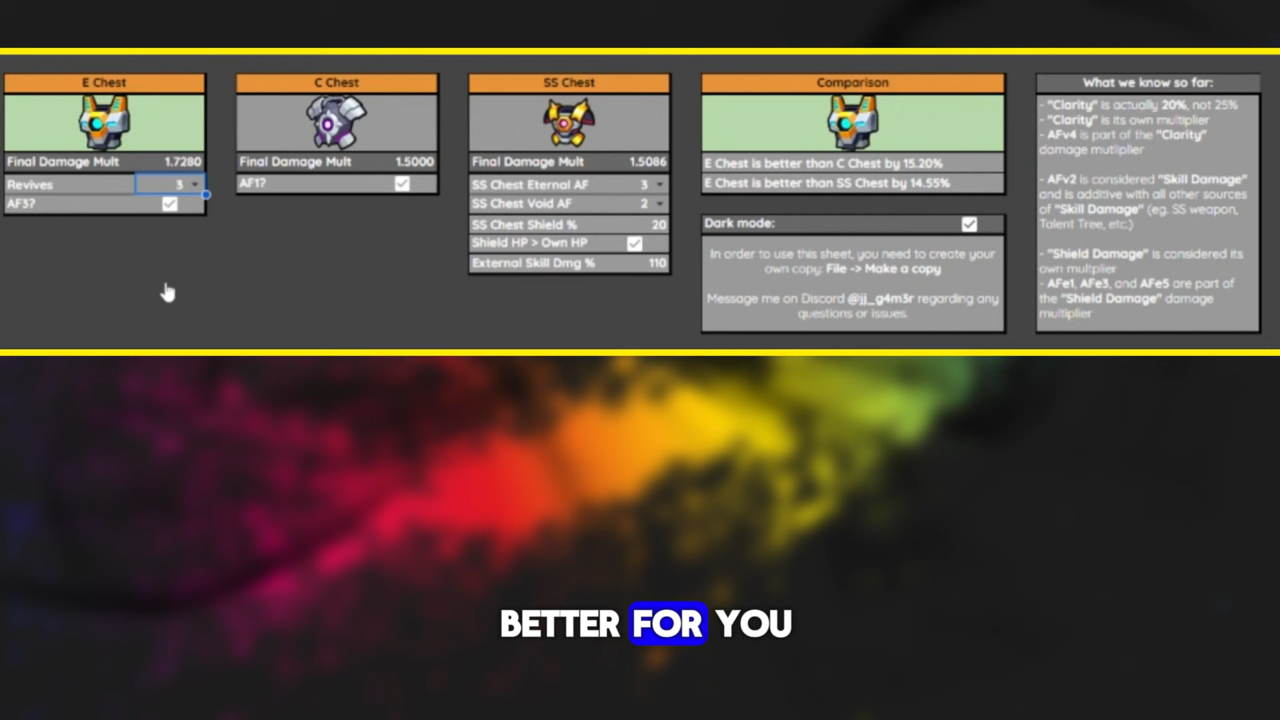 E Chest
Final Damage Mult 1.7280
Revives 3
AF3?
C Chest
Final Damage Mult 1.5000
AF1?
SS Chest
Final Damage Mult 1.5086
SS Chest Eternal AF 3
SS Chest Void AF 2
SS Chest Shield % 20
Shield HP > Own HP
External Skill Dmg % 110
Comparison
E Chest is better than C Chest by 15.20%
E Chest is better than SS Chest by 14.55%
Dark mode:
In order to use this sheet, you need to create your
own copy: File -> Make a copy
Message me on Discord @jj_g4m3r regarding any
questions or issues.
What we know so far:
- "Clarity" is actually 20%, not 25%
- "Clarity" is its own multiplier
- AFv4 is part of the "Clarity"
damage mutliplier
- AFv2 is considered "Skill Damage"
and is additive with all other sources
of "Skill Damage" (eg. SS weapon,
Talent Tree, etc.)
- "Shield Damage" is considered its
own multiplier
- AFe1, AFe3, and AFe5 are part of
the "Shield Damage" damage
multiplier
BETTER FOR YOU